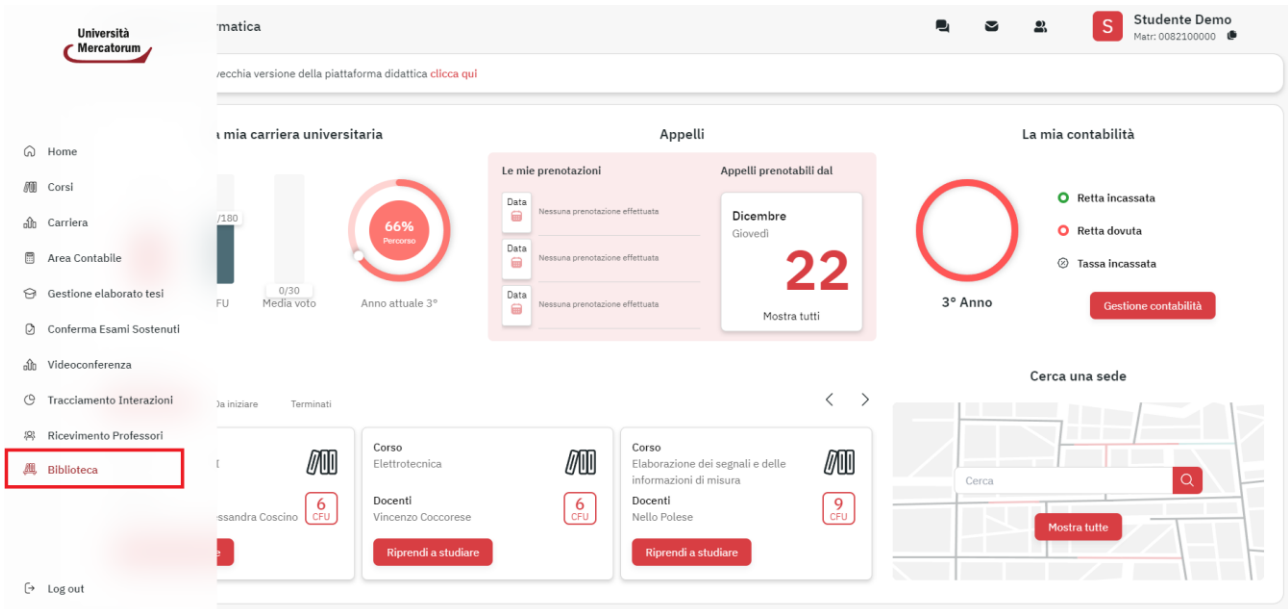 Università
Mercatorum
Home
Corsi
Carriera
Area Contabile
Gestione elaborato tesi
Conferma Esami Sostenuti
Videoconferenza
Tracciamento Interazioni
Ricevimento Professori
Biblioteca
Log out
rmatica
S
Studente Demo
Matr: 0082100000
vecchia versione della piattaforma didattica clicca qui
a mia carriera universitaria
/180
FU
0/30
Media voto
66%
Percorso
Anno attuale 3°
Appelli
Le mie prenotazioni
Data
Nessuna prenotazione effettuata
Data
Nessuna prenotazione effettuata
Data
Nessuna prenotazione effettuata
Appelli prenotabili dal
Dicembre
Giovedì
22
Mostra tutti
La mia contabilità
Retta incassata
Retta dovuta
Tassa incassata
3° Anno
Gestione contabilità
Da iniziare
Terminati
essandra Coscino
6
CFU
Corso
Elettrotecnica
Docenti
Vincenzo Coccorese
6
CFU
Riprendi a studiare
Corso
Elaborazione dei segnali e delle
informazioni di misura
Docenti
Nello Polese
9
CFU
Riprendi a studiare
Cerca una sede
Cerca
Mostra tutte